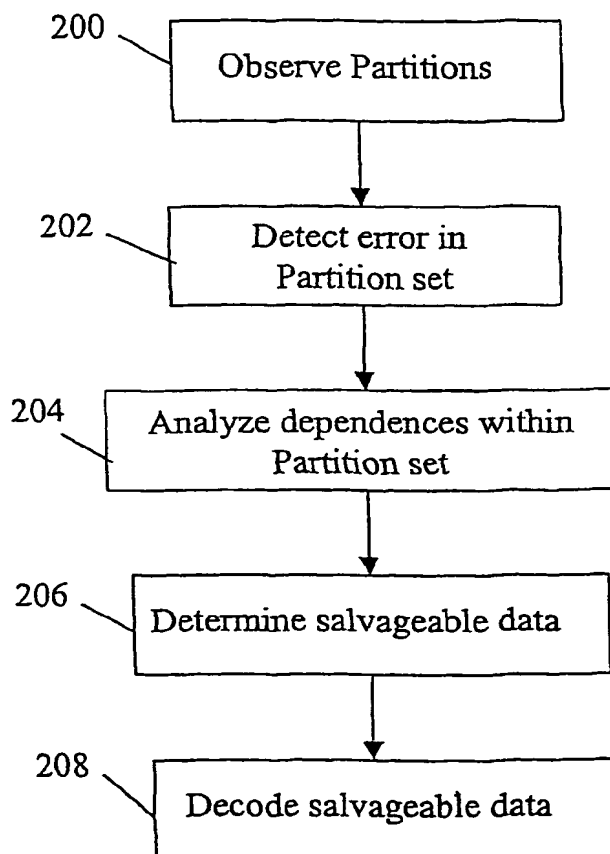 200
Observe Partitions
202
Detect error in
Partition set
204
Analyze dependences within
Partition set
206
Determine salvageable data
208
Decode salvageable data